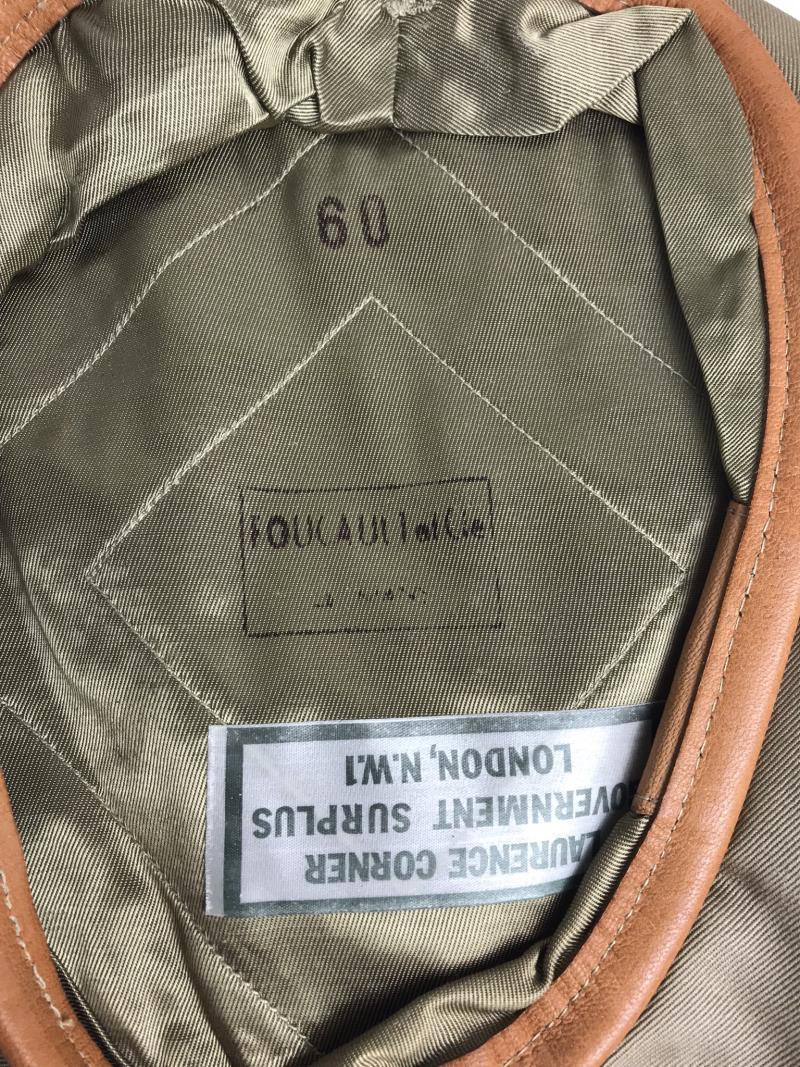 60
FOUCAULT et Cie
LAURENCE CORNER
GOVERNMENT SURPLUS
LONDON, N.W.1